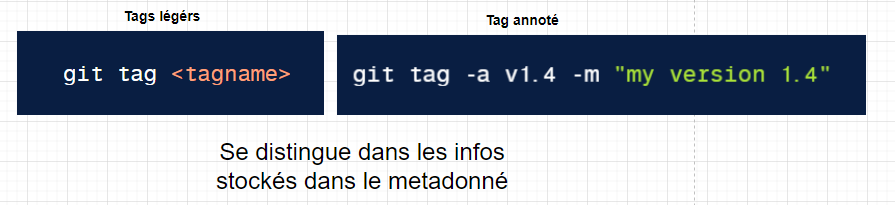 Tags légérs
Tag annoté
git tag <tagname>
git tag -a v1.4 -m "my version 1.4"
Se distingue dans les infos
stockés dans le metadonné